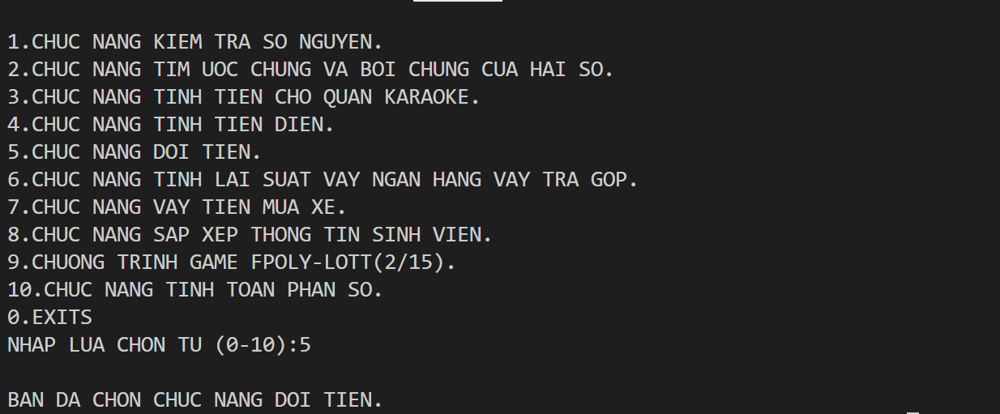 1.CHUC NANG KIEM TRA SO NGUYEN.
2.CHUC NANG TIM UOC CHUNG VA BOI CHUNG CUA HAI SO.
3.CHUC NANG TINH TIEN CHO QUAN KARAOKE.
4.CHUC NANG TINH TIEN DIEN.
5.CHUC NANG DOI TIEN.
6.CHUC NANG TINH LAI SUAT VAY NGAN HANG VAY TRA GOP.
7.CHUC NANG VAY TIEN MUA XE.
8.CHUC NANG SAP XEP THONG TIN SINH VIEN.
9.CHUONG TRINH GAME FPOLY-LOTT(2/15).
10.CHUC NANG TINH TOAN PHAN SO.
0.EXITS
NHAP LUA CHON TU (0-10):5
BAN DA CHON CHUC NANG DOI TIEN.